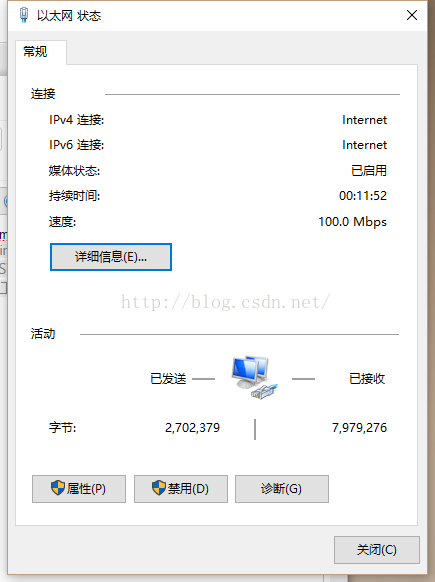 以太网 状态
常规
连接
IPv4 连接: Internet
IPv6 连接: Internet
媒体状态: 已启用
持续时间: 00:11:52
速度: 100.0 Mbps
详细信息(E)...
http://blog.csdn.net/
活动
已发送 — — 已接收
字节: 2,702,379 | 7,979,276
属性(P) 禁用(D) 诊断(G)
关闭(C)